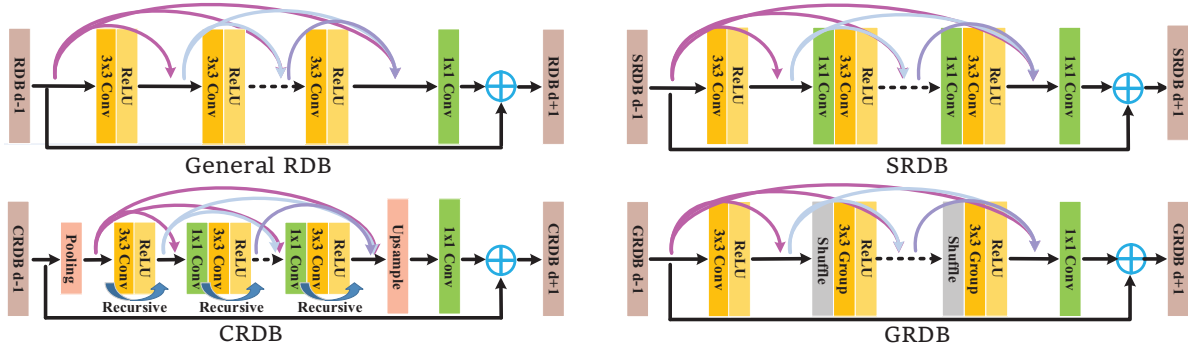 RDB d-1
3x3 Conv
ReLU
3x3 Conv
ReLU
3x3 Conv
ReLU
1x1 Conv
RDB d+1
General RDB
SRDB d-1
3x3 Conv
ReLU
1x1 Conv
3x3 Conv
ReLU
1x1 Conv
3x3 Conv
ReLU
1x1 Conv
SRDB d+1
SRDB
CRDB d-1
Pooling
3x3 Conv
ReLU
Recursive
1x1 Conv
3x3 Conv
ReLU
Recursive
1x1 Conv
3x3 Conv
ReLU
Recursive
Upsample
1x1 Conv
CRDB d+1
CRDB
GRDB d-1
3x3 Conv
ReLU
Shuffle
3x3 Group
ReLU
Shuffle
3x3 Group
ReLU
1x1 Conv
GRDB d+1
GRDB